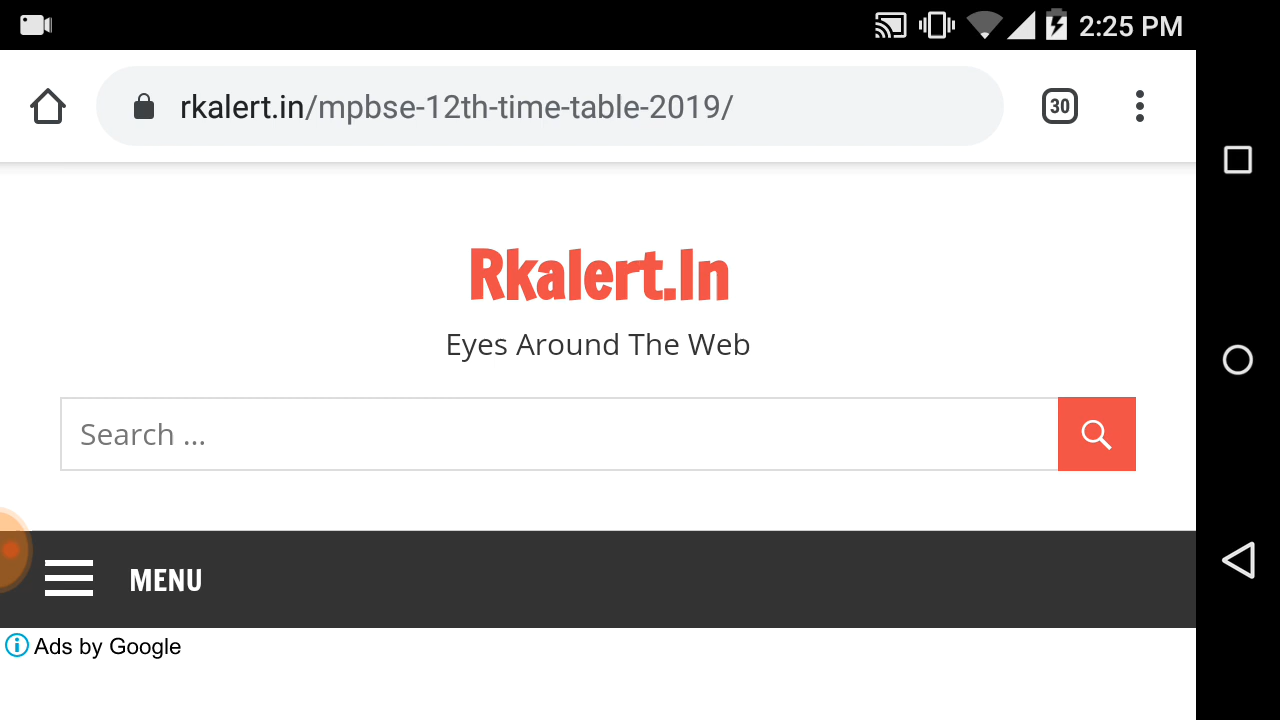 2:25 PM
rkalert.in/mpbse-12th-time-table-2019/
30
Rkalert.In
Eyes Around The Web
Search ...
MENU
Ads by Google